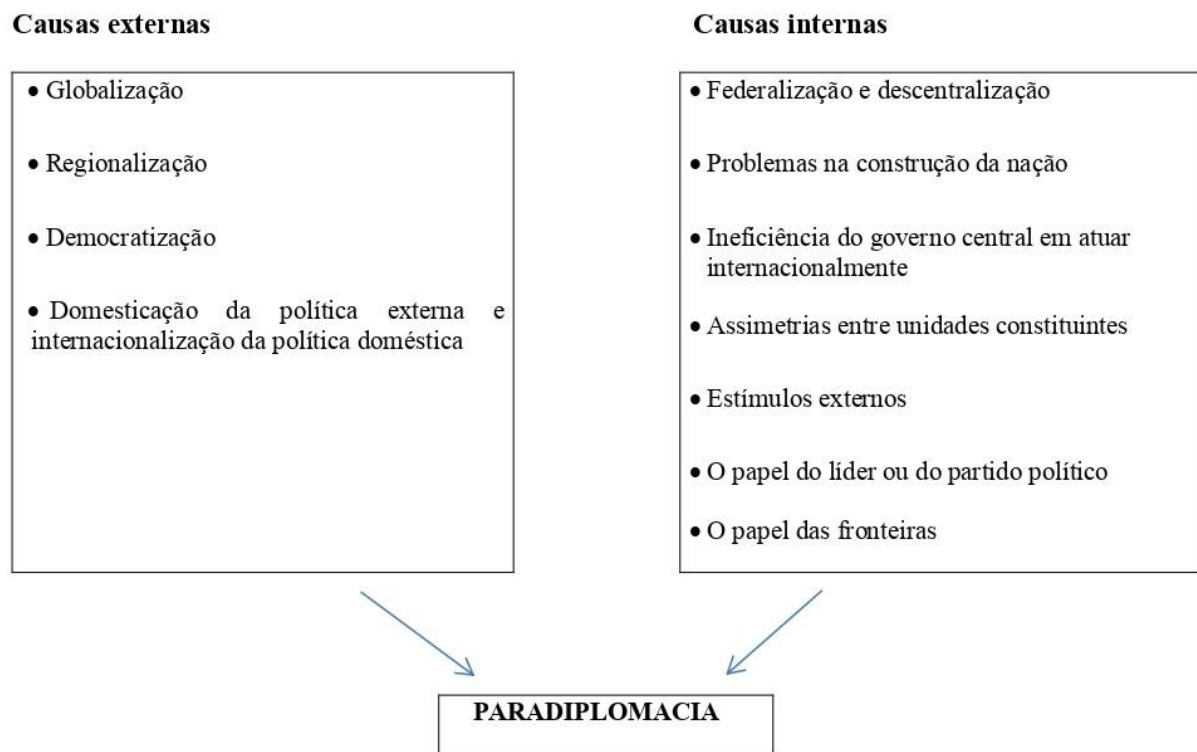 Causas externas
• Globalização
• Regionalização
• Democratização
• Domesticação da política externa e
internacionalização da política doméstica
Causas internas
• Federalização e descentralização
• Problemas na construção da nação
• Ineficiência do governo central em atuar
internacionalmente
• Assimetrias entre unidades constituintes
• Estímulos externos
• O papel do líder ou do partido político
• O papel das fronteiras
PARADIPLOMACIA